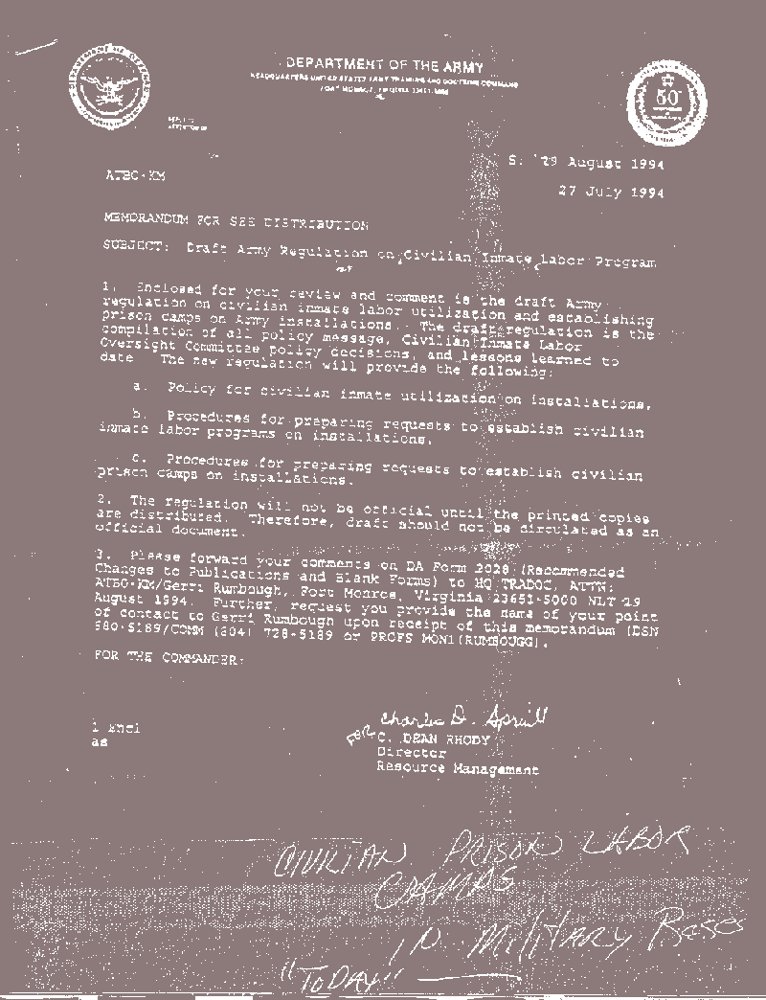 DEPARTMENT OF THE ARMY
HEADQUARTERS UNITED STATES ARMY TRAINING AND DOCTRINE COMMAND
FORT MONROE, VIRGINIA
50
REPLY TO
ATTENTION OF
S: 29 August 1994
ATBO-KM
27 July 1994
MEMORANDUM FOR SEE DISTRIBUTION
SUBJECT: Draft Army Regulation on Civilian Inmate Labor Program
1. Enclosed for your review and comment is the draft Army
regulation on civilian inmate labor utilization and establishing
prison camps on Army installations. The draft regulation is the
compilation of all policy message, Civilian Inmate Labor
Oversight Committee policy decisions, and lessons learned to
date. The new regulation will provide the following:
a. Policy for civilian inmate utilization on installations.
b. Procedures for preparing requests to establish civilian
inmate labor programs on installations.
c. Procedures for preparing requests to establish civilian
prison camps on installations.
2. The regulation will not be official until the printed copies
are distributed. Therefore, draft should not be circulated as an
official document.
3. Please forward your comments on DA Form 2028 (Recommended
Changes to Publications and Blank Forms) to HQ TRADOC, ATTN:
ATBO-KM/Gerri Rumbough, Fort Monroe, Virginia 23651-5000 NLT 29
August 1994. Further, request you provide the name of your point
of contact to Gerri Rumbough upon receipt of this memorandum (DSN
680-5189/COMM (804) 728-5189 or PROFS MON1(RUMBOUGG).
FOR THE COMMANDER:
Charles D. Spruill
1 Encl
as
FOR C. DEAN RHODY
Director
Resource Management
CIVILIAN PRISON LABOR
CAMPS
IN Military Bases
"TODAY"